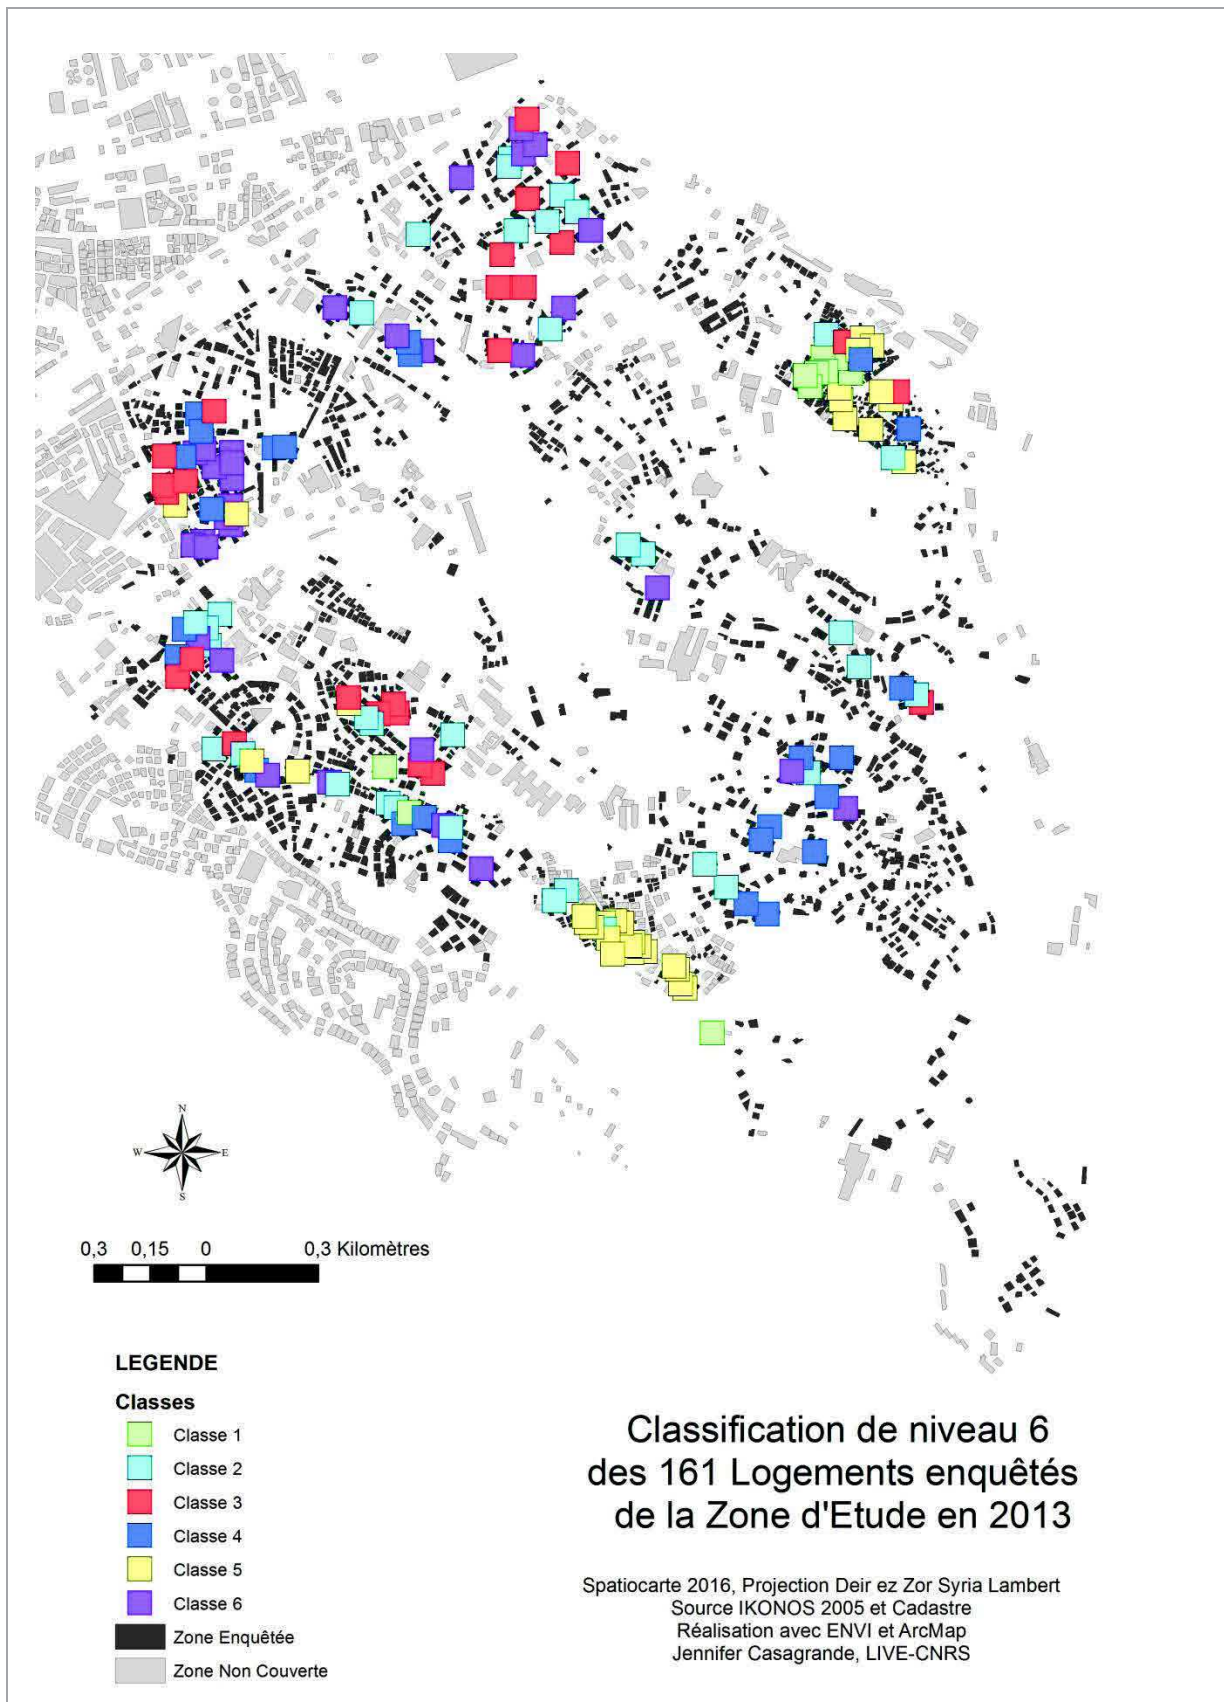 N
W E
S
0,3 0,15 0 0,3 Kilomètres
LEGENDE
Classes
Classe 1
Classe 2
Classe 3
Classe 4
Classe 5
Classe 6
Zone Enquêtée
Zone Non Couverte
Classification de niveau 6
des 161 Logements enquêtés
de la Zone d'Etude en 2013
Spatiocarte 2016, Projection Deir ez Zor Syria Lambert
Source IKONOS 2005 et Cadastre
Réalisation avec ENVI et ArcMap
Jennifer Casagrande, LIVE-CNRS